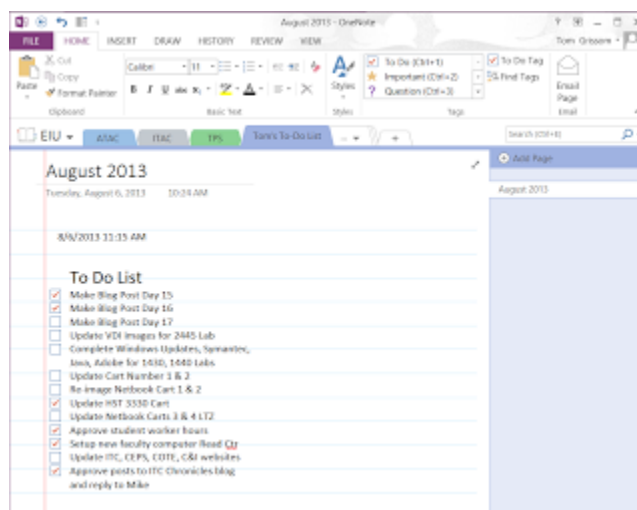 August 2013 - OneNote
FILE HOME INSERT DRAW HISTORY REVIEW VIEW
Tom Grissom
Paste
Cut
Copy
Format Painter
Clipboard
Calibri 11
B I U abc
Basic Text
Styles
Styles
To Do (Ctrl+1)
Important (Ctrl+2)
Question (Ctrl+3)
Tags
To Do Tag
Find Tags
Email
Page
Email
EIU ATAC ITAC TPS Tom's To-Do List
Search (Ctrl+E)
Add Page
August 2013
August 2013
Tuesday, August 6, 2013 10:24 AM
8/6/2013 11:15 AM
To Do List
Make Blog Post Day 15
Make Blog Post Day 16
Make Blog Post Day 17
Update VDI Images for 2445 Lab
Complete Windows Updates, Symantec,
Java, Adobe for 1430, 1440 Labs
Update Cart Number 1 & 2
Re-image Netbook Cart 1 & 2
Update HST 3330 Cart
Update Netbook Carts 3 & 4 LTZ
Approve student worker hours
Setup new faculty computer Read Ctr
Update ITC, CEPS, COTE, C&I websites
Approve posts to ITC Chronicles blog
and reply to Mike